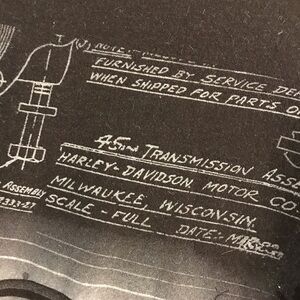 NOTE:
FURNISHED BY SERVICE DE
WHEN SHIPPED FOR PARTS O
45 TRANSMISSION ASSE
HARLEY-DAVIDSON MOTOR CO
MILWAUKEE, WISCONSIN.
ASSEMBLY
SCALE - FULL DATE:-